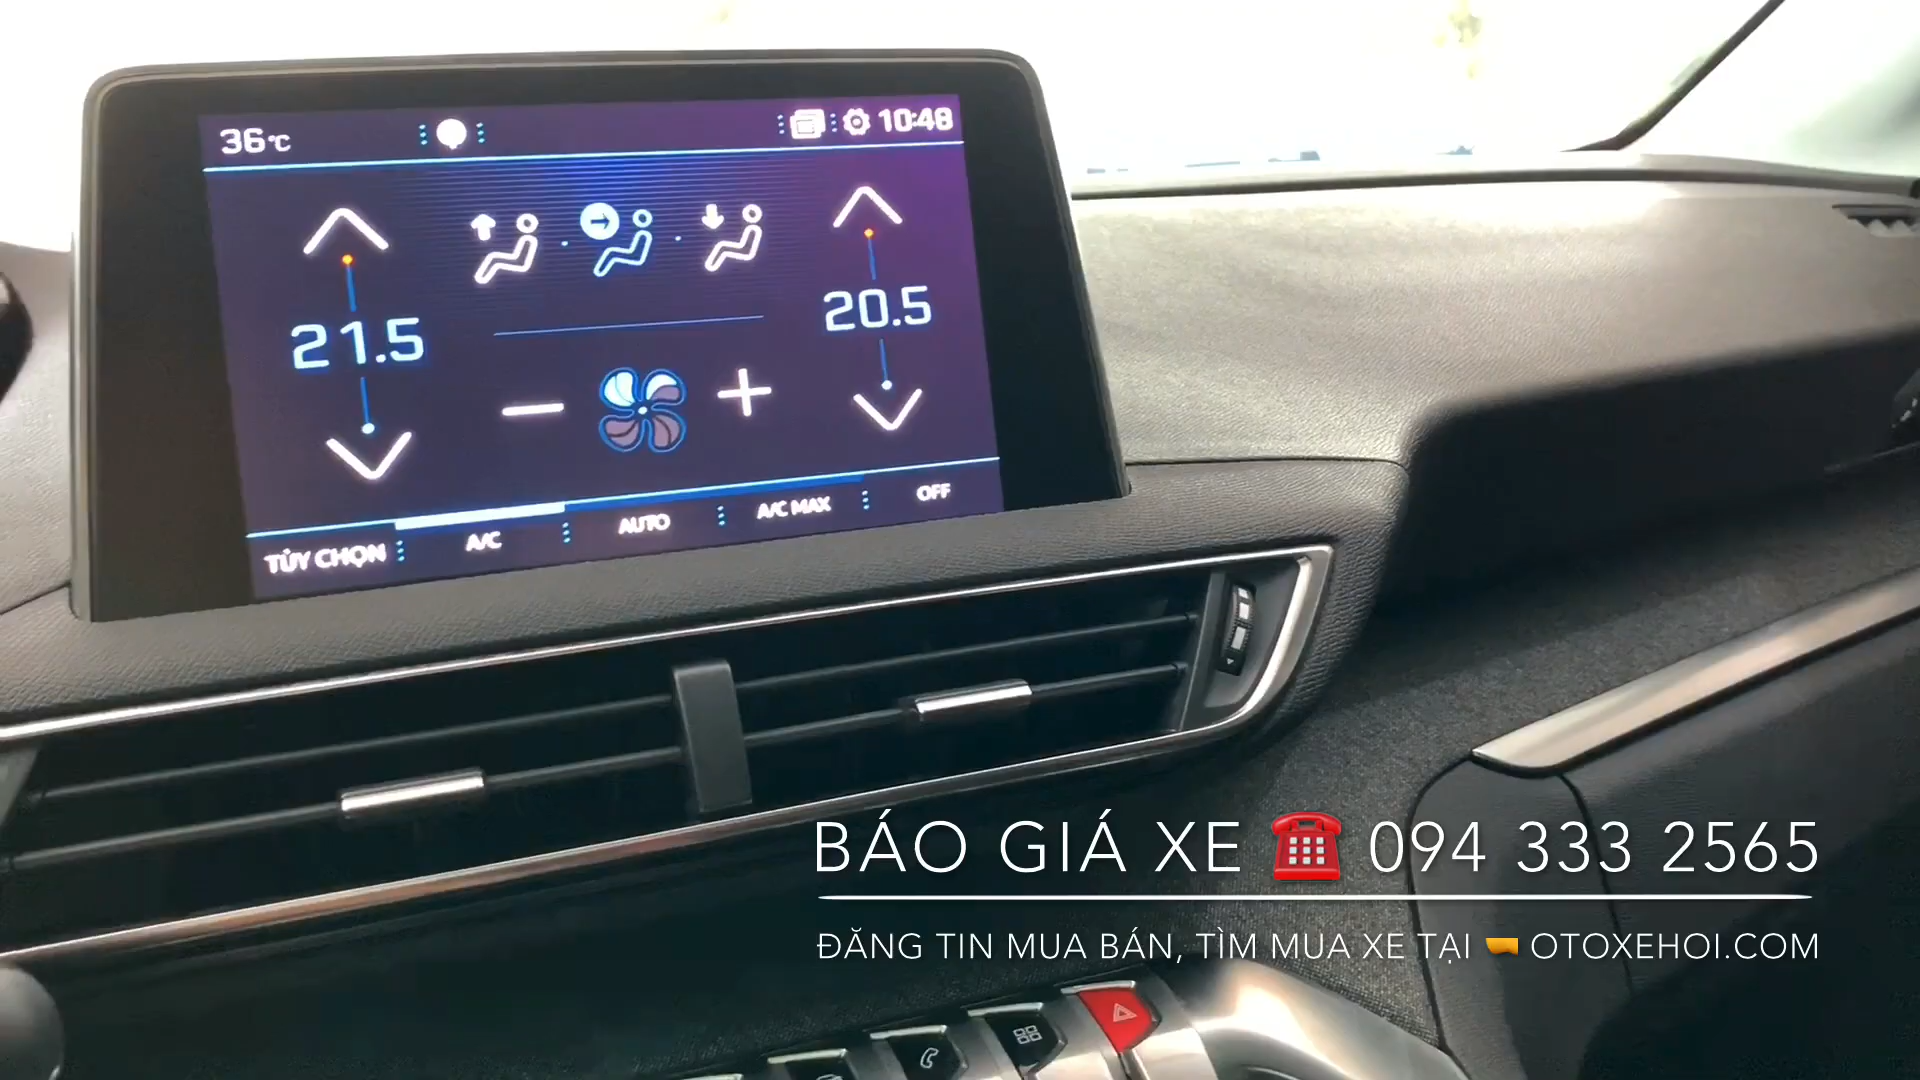 36°C
10:48
21.5
20.5
TÙY CHỌN
A/C
AUTO
A/C MAX
OFF
BÁO GIÁ XE ☎️ 094 333 2565
ĐĂNG TIN MUA BÁN, TÌM MUA XE TẠI OTOXEHOI.COM